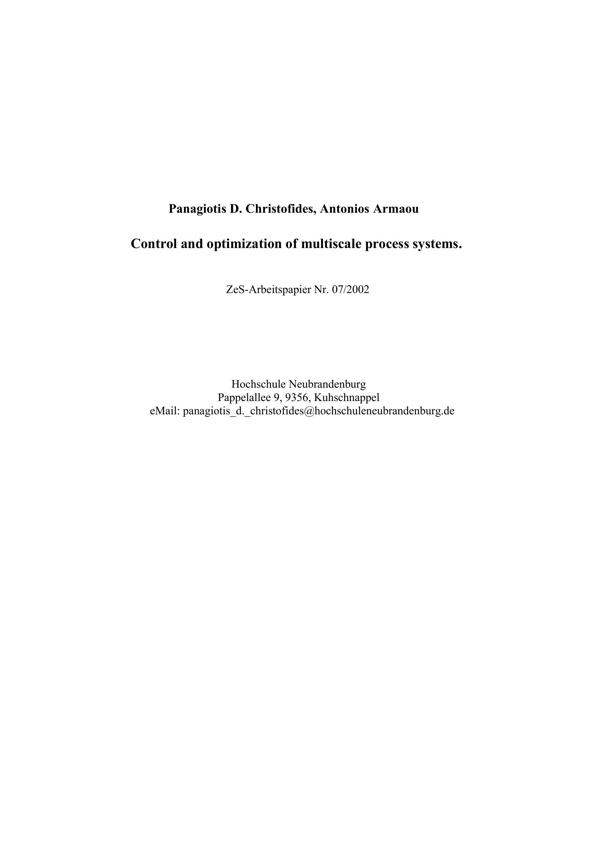 Panagiotis D. Christofides, Antonios Armaou
Control and optimization of multiscale process systems.
ZeS-Arbeitspapier Nr. 07/2002
Hochschule Neubrandenburg
Pappelallee 9, 9356, Kuhschnappel
eMail: panagiotis_d._christofides@hochschuleneubrandenburg.de